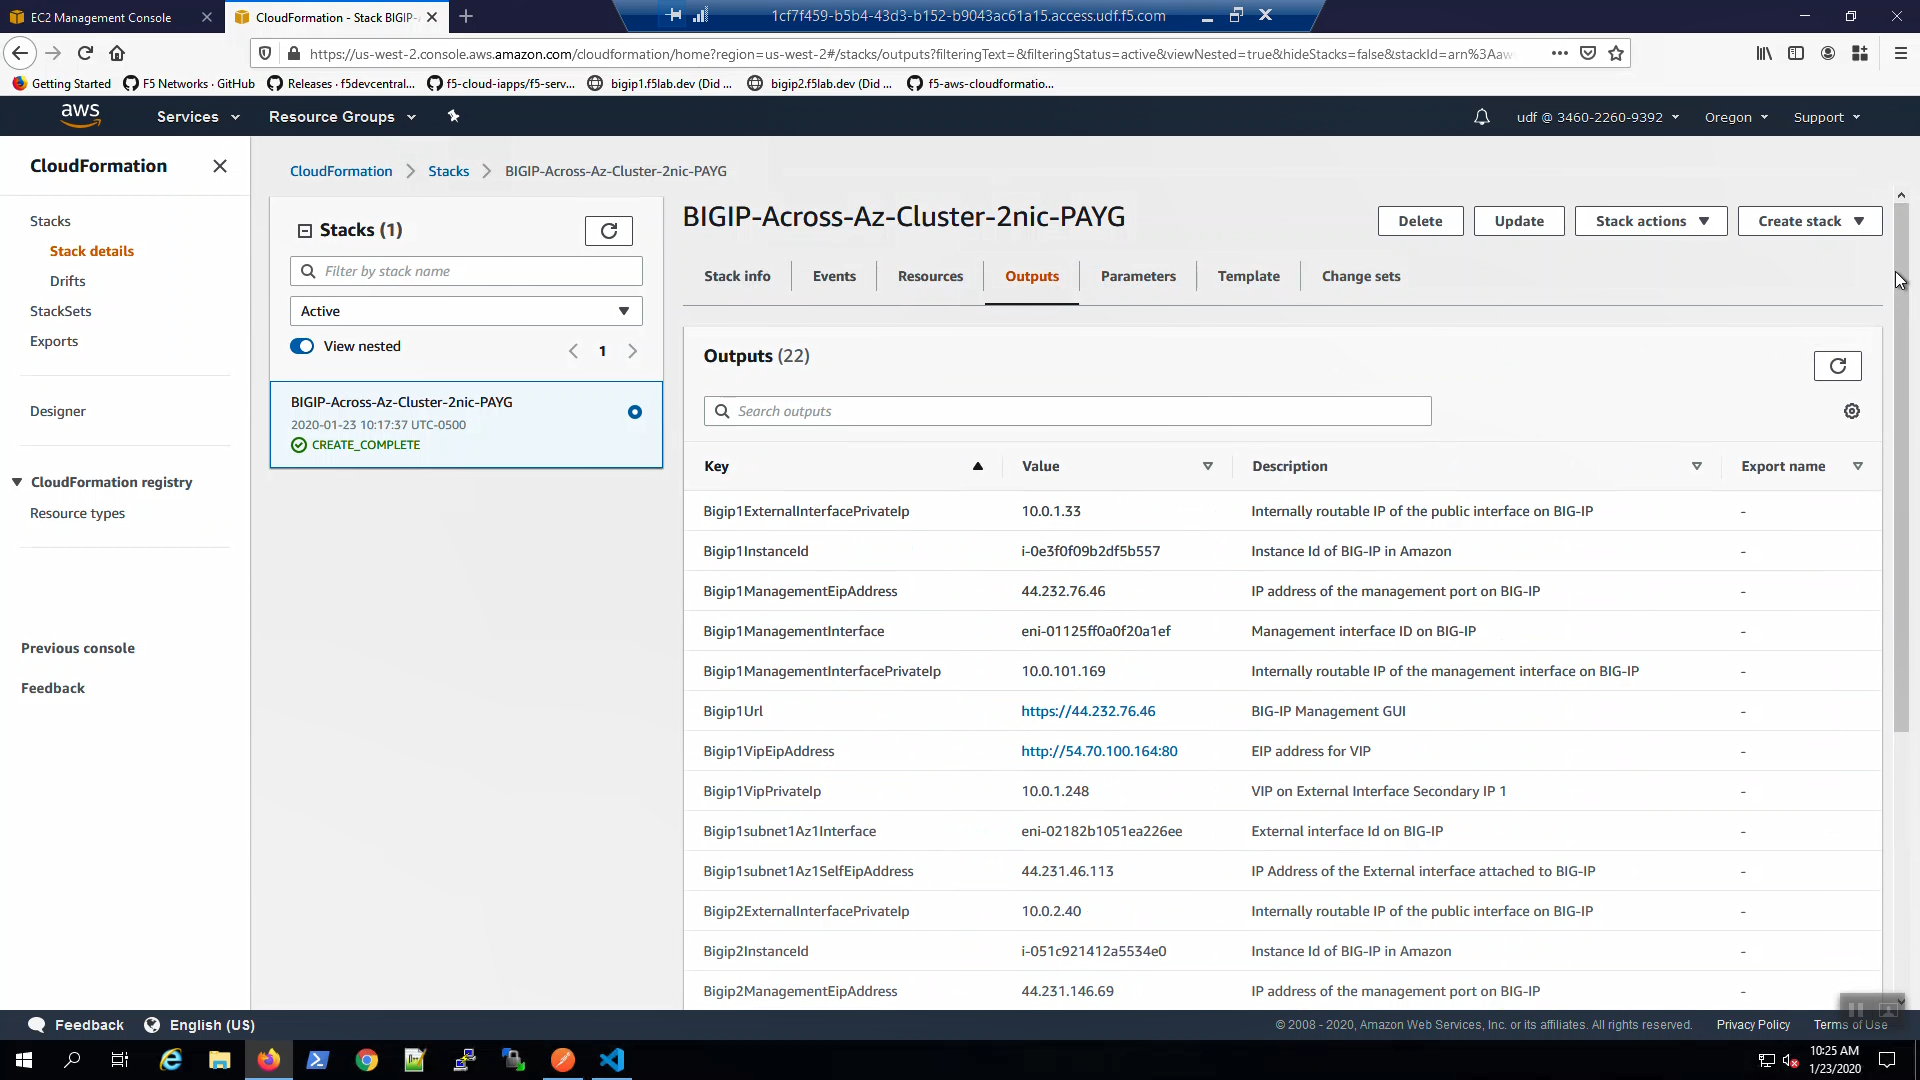 EC2 Management Console
CloudFormation - Stack BIGIP-
1cf7f459-b5b4-43d3-b152-b9043ac61a15.access.udf.f5.com
https://us-west-2.console.aws.amazon.com/cloudformation/home?region=us-west-2#/stacks/outputs?filteringText=&filteringStatus=active&viewNested=true&hideStacks=false&stackId=arn%3Aaw
Getting Started
F5 Networks · GitHub
Releases · f5devcentral...
f5-cloud-iapps/f5-serv...
bigip1.f5lab.dev (Did ...
bigip2.f5lab.dev (Did ...
f5-aws-cloudformatio...
aws
Services
Resource Groups
udf @ 3460-2260-9392
Oregon
Support
CloudFormation
Stacks
Stack details
Drifts
StackSets
Exports
Designer
CloudFormation registry
Resource types
Previous console
Feedback
CloudFormation
Stacks
BIGIP-Across-Az-Cluster-2nic-PAYG
Stacks (1)
Filter by stack name
Active
View nested
1
BIGIP-Across-Az-Cluster-2nic-PAYG
2020-01-23 10:17:37 UTC-0500
CREATE_COMPLETE
BIGIP-Across-Az-Cluster-2nic-PAYG
Delete
Update
Stack actions
Create stack
Stack info
Events
Resources
Outputs
Parameters
Template
Change sets
Outputs (22)
Search outputs
Key Value Description Export name
Bigip1ExternalInterfacePrivateIp 10.0.1.33 Internally routable IP of the public interface on BIG-IP -
Bigip1InstanceId i-0e3f0f09b2df5b557 Instance Id of BIG-IP in Amazon -
Bigip1ManagementEipAddress 44.232.76.46 IP address of the management port on BIG-IP -
Bigip1ManagementInterface eni-01125ff0a0f20a1ef Management interface ID on BIG-IP -
Bigip1ManagementInterfacePrivateIp 10.0.101.169 Internally routable IP of the management interface on BIG-IP -
Bigip1Url https://44.232.76.46 BIG-IP Management GUI -
Bigip1VipEipAddress http://54.70.100.164:80 EIP address for VIP -
Bigip1VipPrivateIp 10.0.1.248 VIP on External Interface Secondary IP 1 -
Bigip1subnet1Az1Interface eni-02182b1051ea226ee External interface Id on BIG-IP -
Bigip1subnet1Az1SelfEipAddress 44.231.46.113 IP Address of the External interface attached to BIG-IP -
Bigip2ExternalInterfacePrivateIp 10.0.2.40 Internally routable IP of the public interface on BIG-IP -
Bigip2InstanceId i-051c921412a5534e0 Instance Id of BIG-IP in Amazon -
Bigip2ManagementEipAddress 44.231.146.69 IP address of the management port on BIG-IP -
Feedback
English (US)
© 2008 - 2020, Amazon Web Services, Inc. or its affiliates. All rights reserved.
Privacy Policy
Terms of Use
10:25 AM
1/23/2020